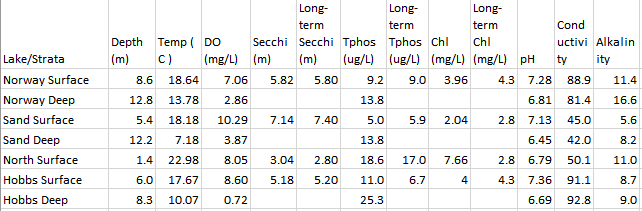 Lake/Strata Depth (m) Temp ( C ) DO (mg/L) Secchi (m) Long-term Secchi (m) Tphos (ug/L) Long-term Tphos (ug/L) Chl (mg/L) Long-term Chl (mg/L) pH Conductivity Alkalinity
Norway Surface 8.6 18.64 7.06 5.82 5.80 9.2 9.0 3.96 4.3 7.28 88.9 11.4
Norway Deep 12.8 13.78 2.86 13.8 6.81 81.4 16.6
Sand Surface 5.4 18.18 10.29 7.14 7.40 5.0 5.9 2.04 2.8 7.13 45.0 5.6
Sand Deep 12.2 7.18 3.87 13.8 6.45 42.0 8.2
North Surface 1.4 22.98 8.05 3.04 2.80 18.6 17.0 7.66 2.8 6.79 50.1 11.0
Hobbs Surface 6.0 17.67 8.60 5.18 5.20 11.0 6.7 4 4.3 7.36 91.1 8.7
Hobbs Deep 8.3 10.07 0.72 25.3 6.69 92.8 9.0